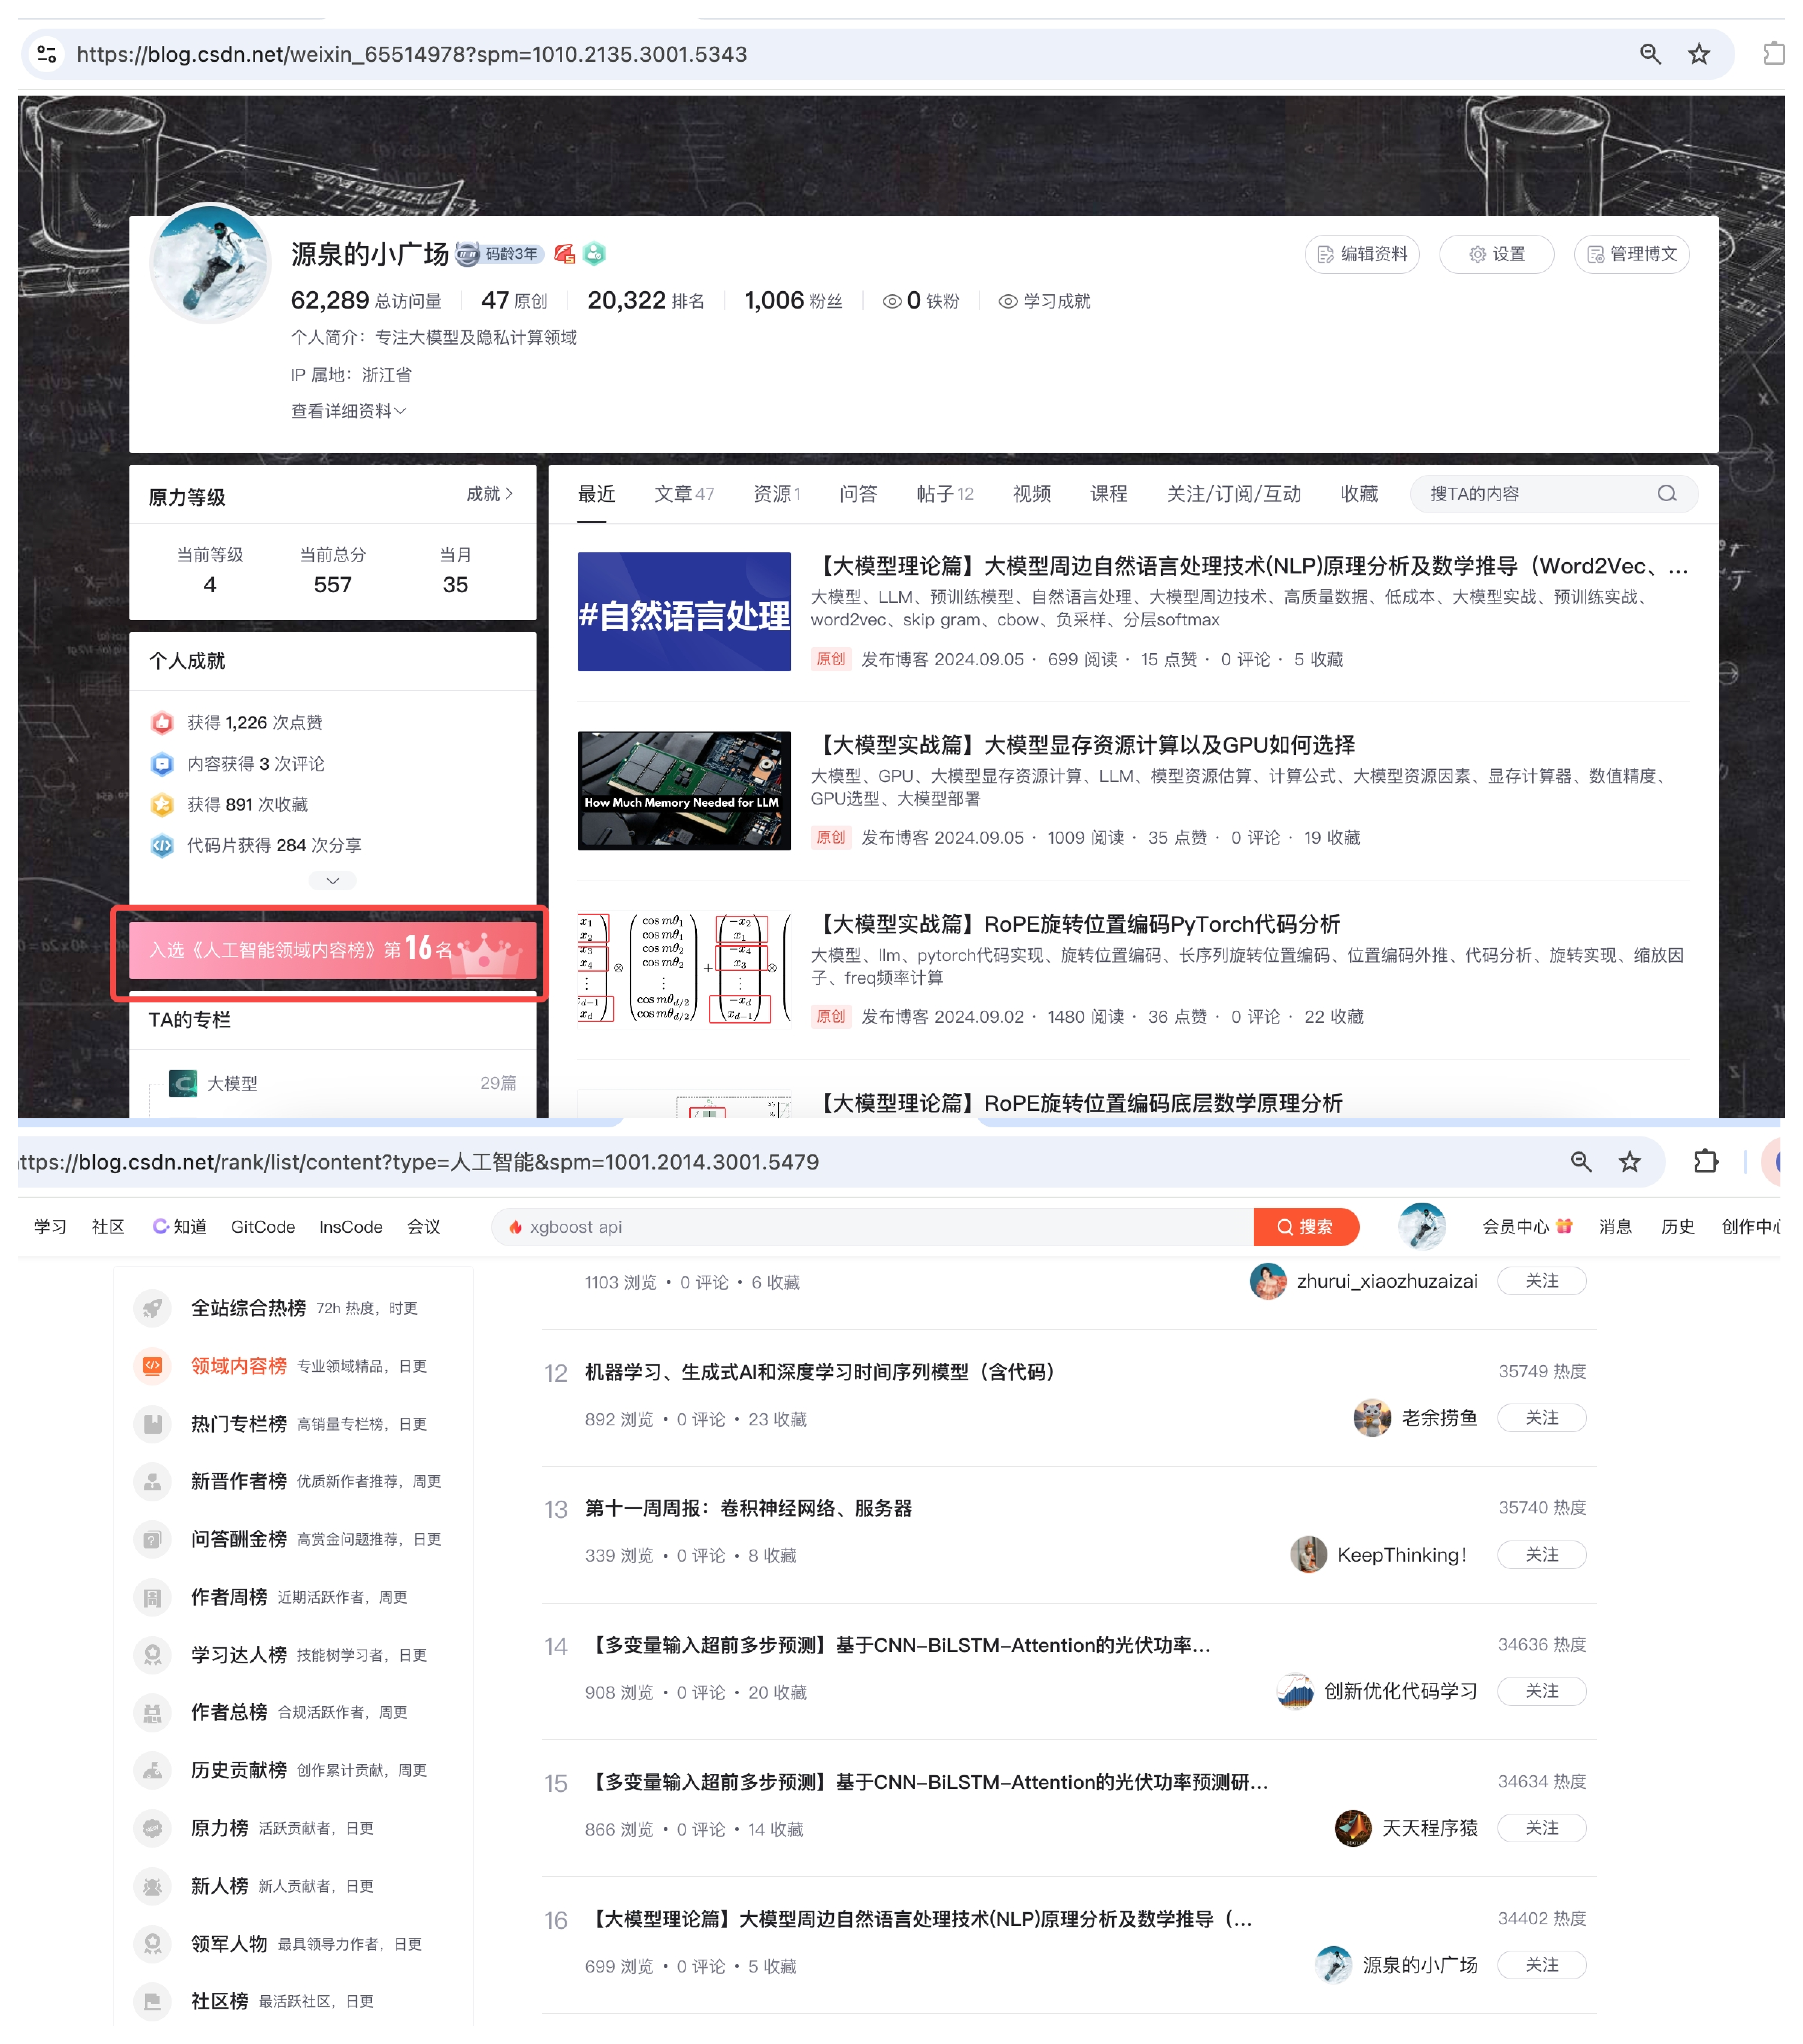 https://blog.csdn.net/weixin_65514978?spm=1010.2135.3001.5343
源泉的小广场 码龄3年
编辑资料 设置 管理博文
62,289 总访问量 47 原创 20,322 排名 1,006 粉丝 0 铁粉 学习成就
个人简介：专注大模型及隐私计算领域
IP 属地：浙江省
查看详细资料
原力等级 成就
当前等级 当前总分 当月
4 557 35
个人成就
获得 1,226 次点赞
内容获得 3 次评论
获得 891 次收藏
代码片获得 284 次分享
入选《人工智能领域内容榜》第 16 名
TA的专栏
大模型 29篇
最近 文章 47 资源 1 问答 帖子 12 视频 课程 关注/订阅/互动 收藏 搜TA的内容
#自然语言处理
【大模型理论篇】大模型周边自然语言处理技术(NLP)原理分析及数学推导（Word2Vec、...
大模型、LLM、预训练模型、自然语言处理、大模型周边技术、高质量数据、低成本、大模型实战、预训练实战、
word2vec、skip gram、cbow、负采样、分层softmax
原创 发布博客 2024.09.05 · 699 阅读 · 15 点赞 · 0 评论 · 5 收藏
How Much Memory Needed for LLM
【大模型实战篇】大模型显存资源计算以及GPU如何选择
大模型、GPU、大模型显存资源计算、LLM、模型资源估算、计算公式、大模型资源因素、显存计算器、数值精度、
GPU选型、大模型部署
原创 发布博客 2024.09.05 · 1009 阅读 · 35 点赞 · 0 评论 · 19 收藏
【大模型实战篇】RoPE旋转位置编码PyTorch代码分析
大模型、llm、pytorch代码实现、旋转位置编码、长序列旋转位置编码、位置编码外推、代码分析、旋转实现、缩放因
子、freq频率计算
原创 发布博客 2024.09.02 · 1480 阅读 · 36 点赞 · 0 评论 · 22 收藏
【大模型理论篇】RoPE旋转位置编码底层数学原理分析
ttps://blog.csdn.net/rank/list/content?type=人工智能&spm=1001.2014.3001.5479
学习 社区 C知道 GitCode InsCode 会议 xgboost api 搜索 会员中心 消息 历史 创作中心
全站综合热榜 72h 热度，时更
领域内容榜 专业领域精品，日更
热门专栏榜 高销量专栏榜，日更
新晋作者榜 优质新作者推荐，周更
问答酬金榜 高赏金问题推荐，日更
作者周榜 近期活跃作者，周更
学习达人榜 技能树学习者，日更
作者总榜 合规活跃作者，周更
历史贡献榜 创作累计贡献，周更
原力榜 活跃贡献者，日更
新人榜 新人贡献者，日更
领军人物 最具领导力作者，日更
社区榜 最活跃社区，日更
1103 浏览 • 0 评论 • 6 收藏 zhurui_xiaozhuzaizai 关注
12 机器学习、生成式AI和深度学习时间序列模型（含代码） 35749 热度
892 浏览 • 0 评论 • 23 收藏 老余捞鱼 关注
13 第十一周周报：卷积神经网络、服务器 35740 热度
339 浏览 • 0 评论 • 8 收藏 KeepThinking! 关注
14 【多变量输入超前多步预测】基于CNN-BiLSTM-Attention的光伏功率... 34636 热度
908 浏览 • 0 评论 • 20 收藏 创新优化代码学习 关注
15 【多变量输入超前多步预测】基于CNN-BiLSTM-Attention的光伏功率预测研... 34634 热度
866 浏览 • 0 评论 • 14 收藏 天天程序猿 关注
16 【大模型理论篇】大模型周边自然语言处理技术(NLP)原理分析及数学推导（... 34402 热度
699 浏览 • 0 评论 • 5 收藏 源泉的小广场 关注